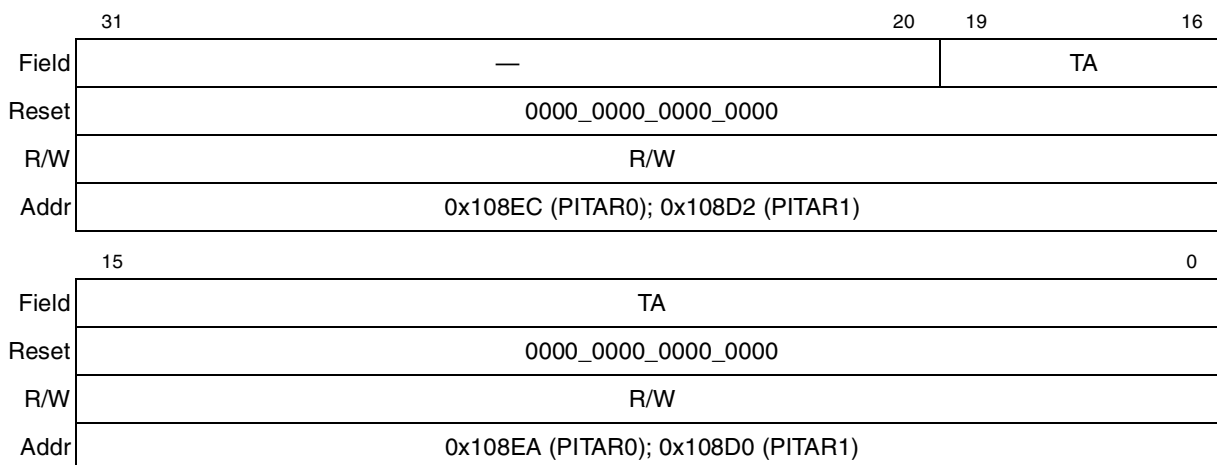 31 20 19 16
Field — TA
Reset 0000_0000_0000_0000
R/W R/W
Addr 0x108EC (PITAR0); 0x108D2 (PITAR1)
15 0
Field TA
Reset 0000_0000_0000_0000
R/W R/W
Addr 0x108EA (PITAR0); 0x108D0 (PITAR1)